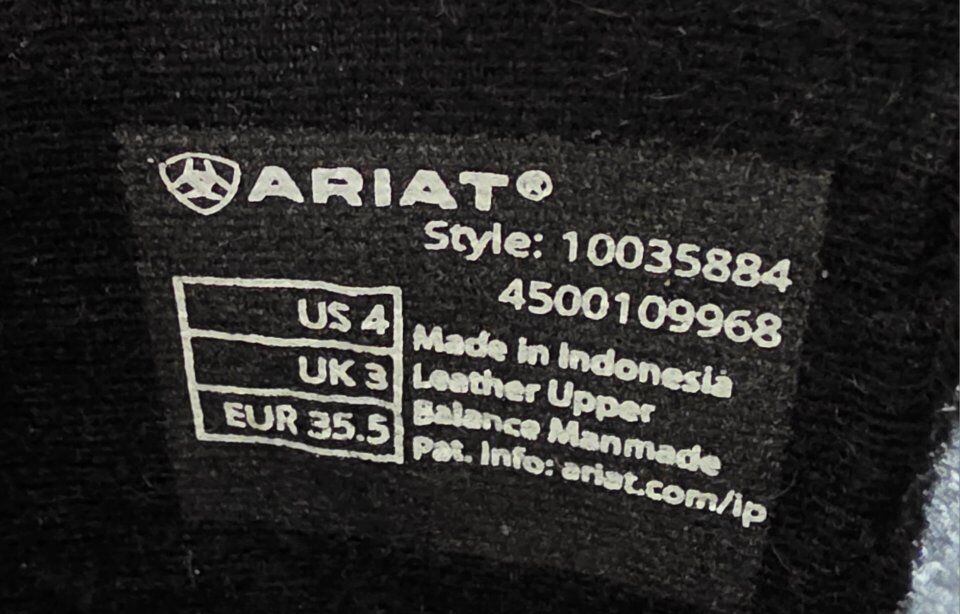 ARIAT®
Style: 10035884
4500109968
US 4
UK 3
EUR 35.5
Made in Indonesia
Leather Upper
Balance Manmade
Pat. Info: ariat.com/ip